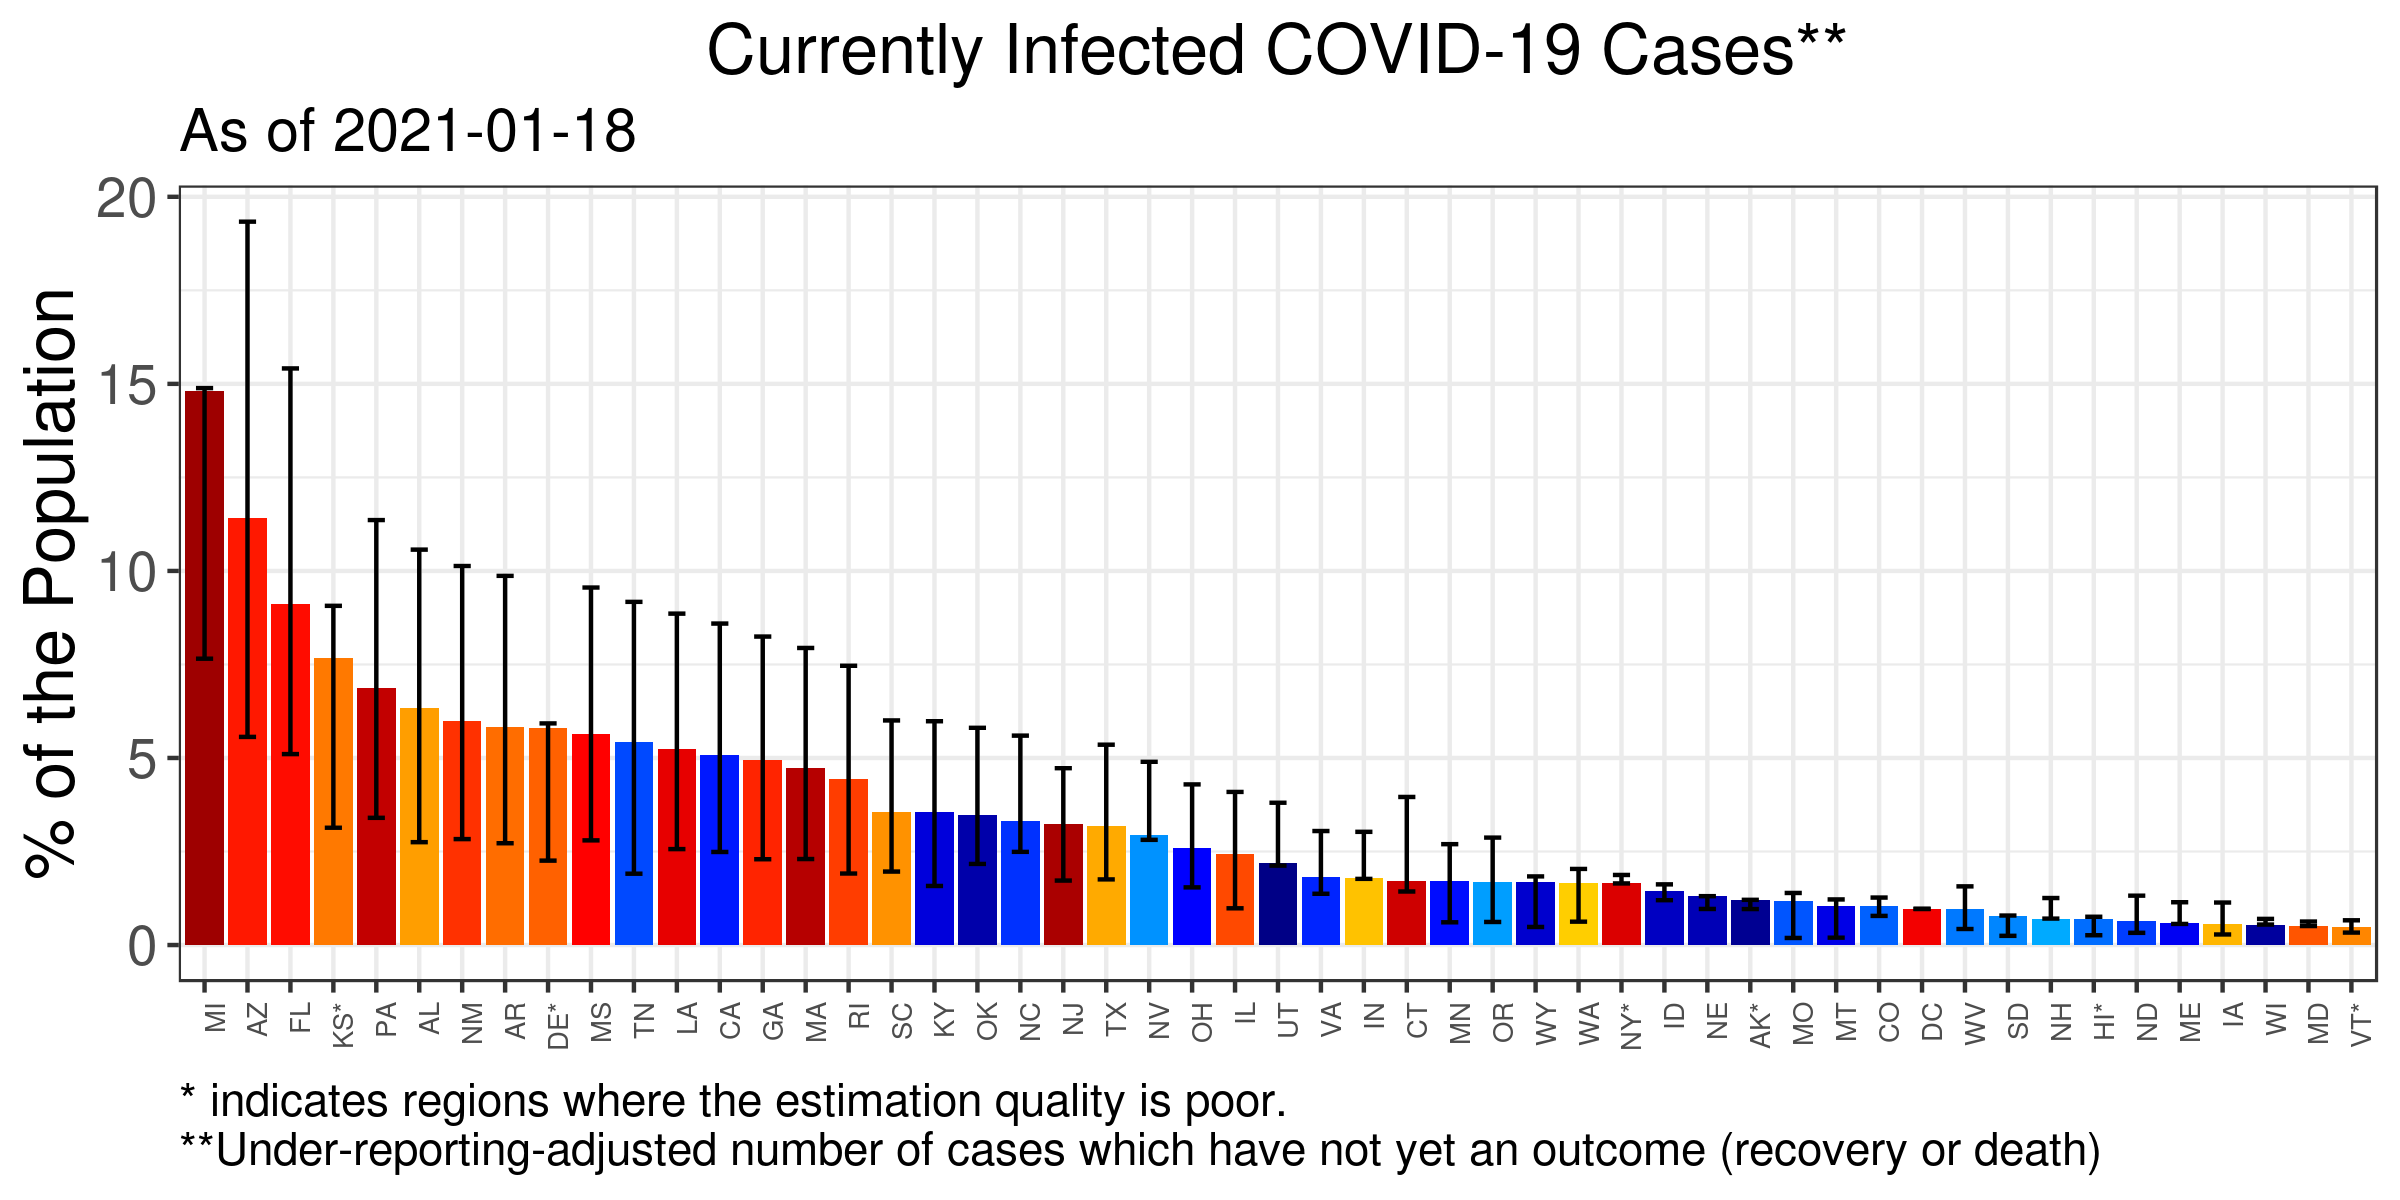 Currently Infected COVID-19 Cases**
As of 2021-01-18
% of the Population
20
15
10
5
0
MI AZ FL KS* PA AL NM AR DE* MS TN LA CA GA MA RI SC KY OK NC NJ TX NV OH IL UT VA IN CT MN OR WY WA NY* ID NE AK* MO MT CO DC WV SD NH HI* ND ME IA WI MD VT*
* indicates regions where the estimation quality is poor.
**Under-reporting-adjusted number of cases which have not yet an outcome (recovery or death)